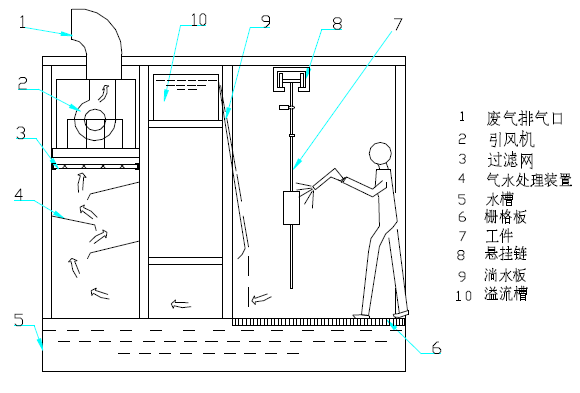 1
10
9
8
7
2
3
4
5
6
1 废气排气口
2 引风机
3 过滤网
4 气水处理装置
5 水槽
6 栅格板
7 工件
8 悬挂链
9 淌水板
10 溢流槽